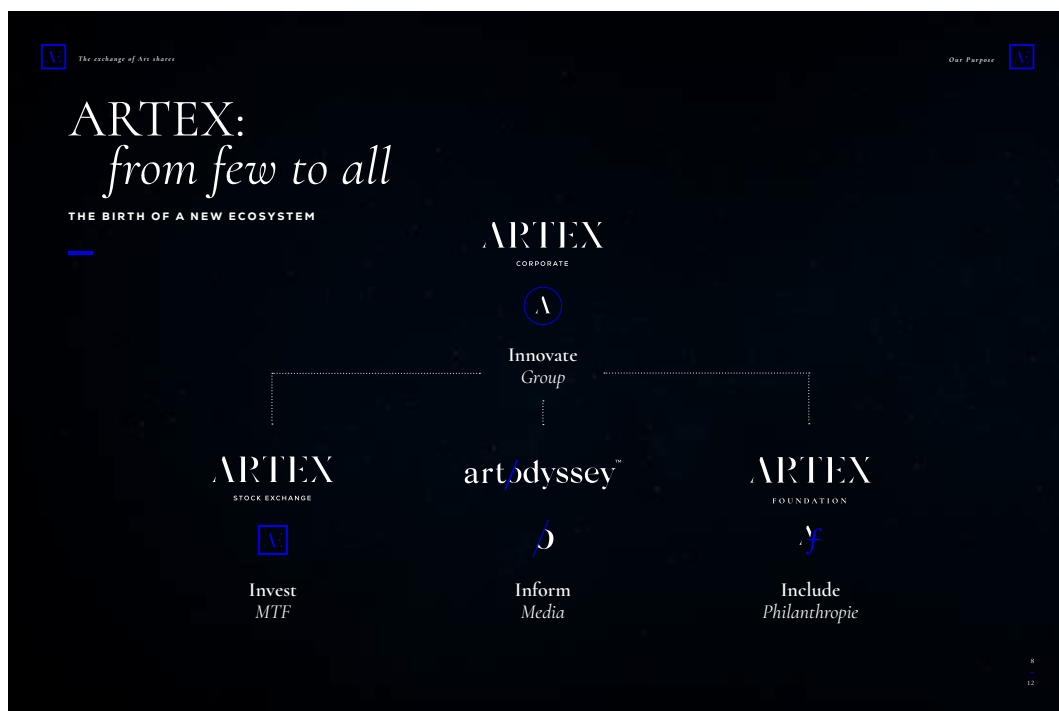 The exchange of Art shares
Our Purpose
ARTEX:
from few to all
THE BIRTH OF A NEW ECOSYSTEM
ARTEX
CORPORATE
A
Innovate
Group
ARTEX
STOCK EXCHANGE
Invest
MTF
artodyssey™
o
Inform
Media
ARTEX
FOUNDATION
Af
Include
Philanthropie
8
12